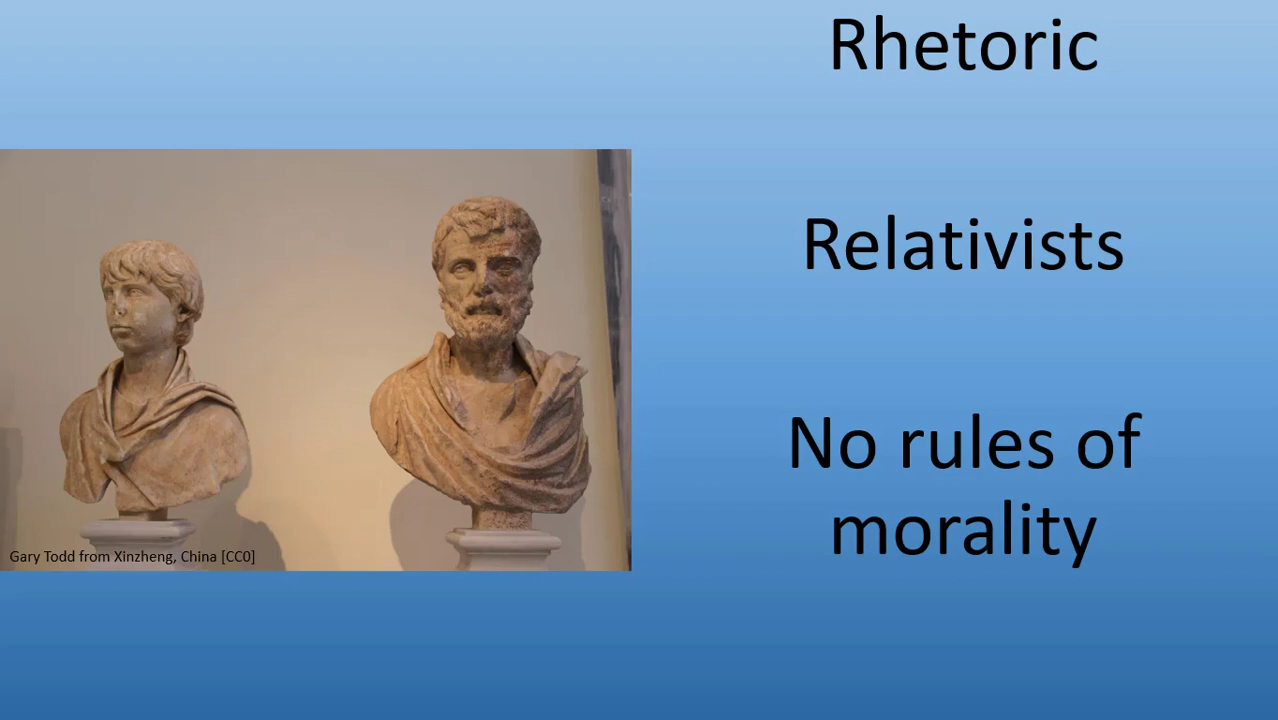 Rhetoric
Relativists
No rules of
morality
Gary Todd from Xinzheng, China [CC0]